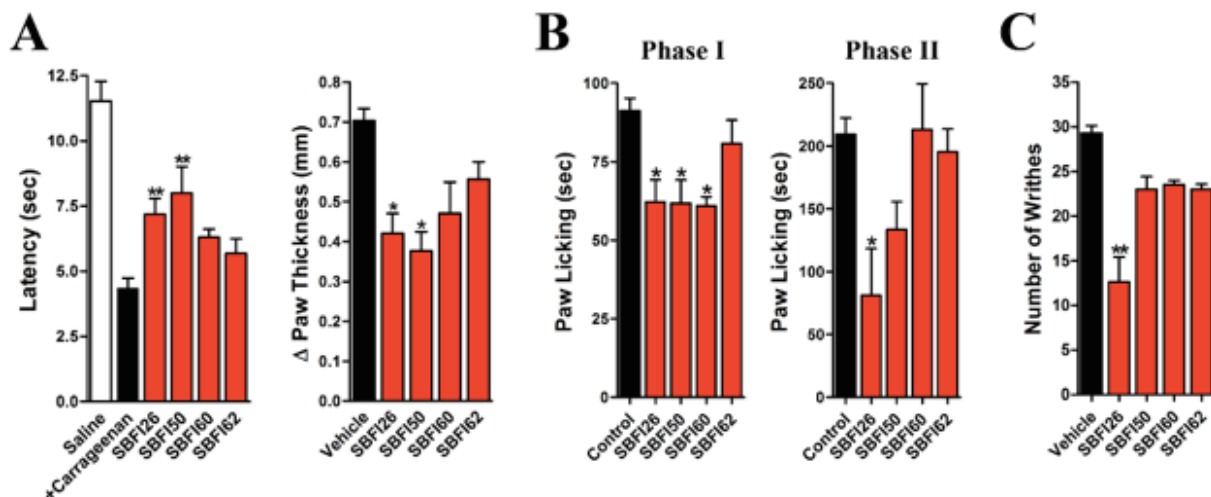 A
12.5
11.0
7.5
5.0
2.5
0.0
Latency (sec)
Saline
+Carrageenan
SBFI26
SBFI50
SBFI60
SBFI62
**
**
0.8
0.7
0.6
0.5
0.4
0.3
0.2
0.1
0.0
Δ Paw Thickness (mm)
Vehicle
SBFI26
SBFI50
SBFI60
SBFI62
*
*
B
Phase I
100
75
50
25
0
Paw Licking (sec)
Control
SBFI26
SBFI50
SBFI60
SBFI62
*
*
*
Phase II
250
200
150
100
50
0
Paw Licking (sec)
Control
SBFI26
SBFI50
SBFI60
SBFI62
*
C
35
30
25
20
15
10
5
0
Number of Writhes
Vehicle
SBFI26
SBFI50
SBFI60
SBFI62
**